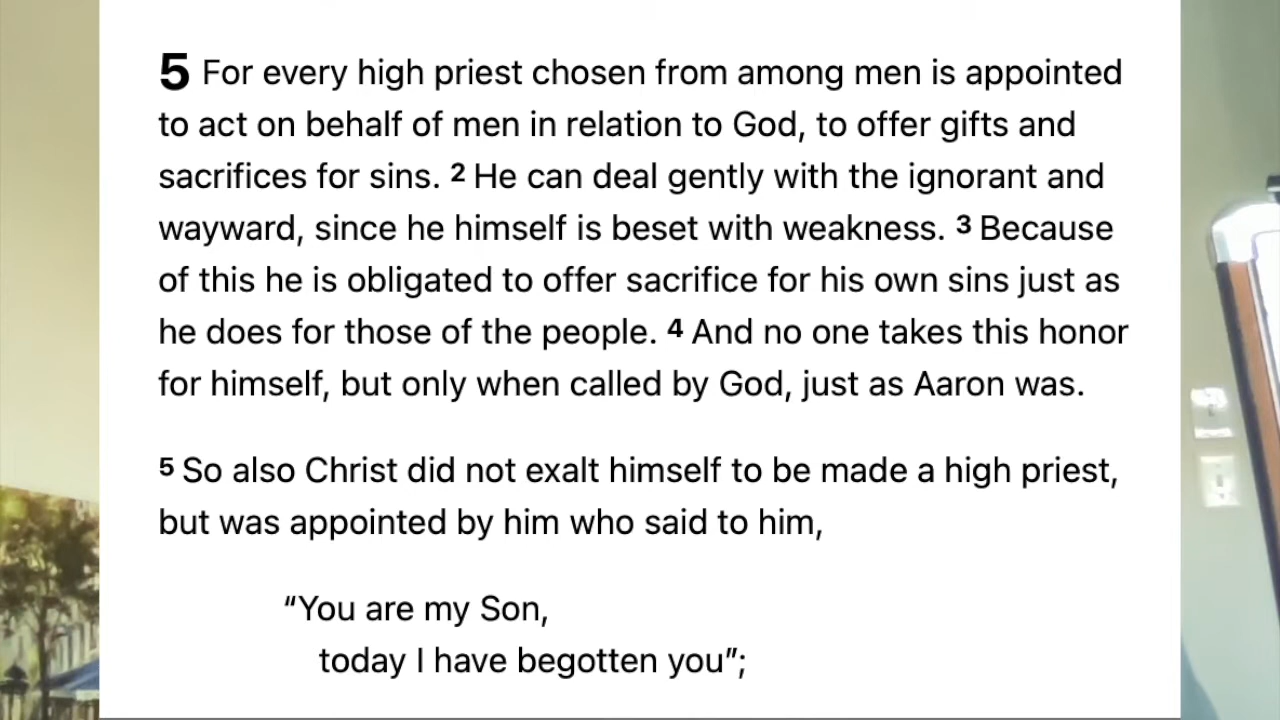 5 For every high priest chosen from among men is appointed
to act on behalf of men in relation to God, to offer gifts and
sacrifices for sins. 2 He can deal gently with the ignorant and
wayward, since he himself is beset with weakness. 3 Because
of this he is obligated to offer sacrifice for his own sins just as
he does for those of the people. 4 And no one takes this honor
for himself, but only when called by God, just as Aaron was.
5 So also Christ did not exalt himself to be made a high priest,
but was appointed by him who said to him,
“You are my Son,
today I have begotten you”;